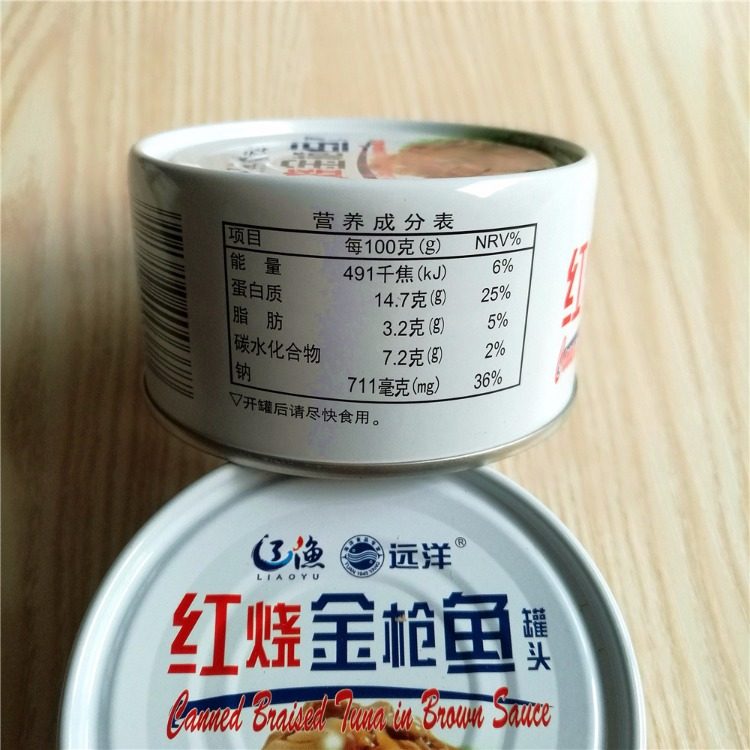 营养成分表
项目 每100克(g) NRV%
能 量 491千焦(kJ) 6%
蛋白质 14.7克(g) 25%
脂 肪 3.2克(g) 5%
碳水化合物 7.2克(g) 2%
钠 711毫克(mg) 36%
▽开罐后请尽快食用。
红
辽渔 远洋®
LIAOYU
红烧金枪鱼罐头
Canned Braised Tuna in Brown Sauce